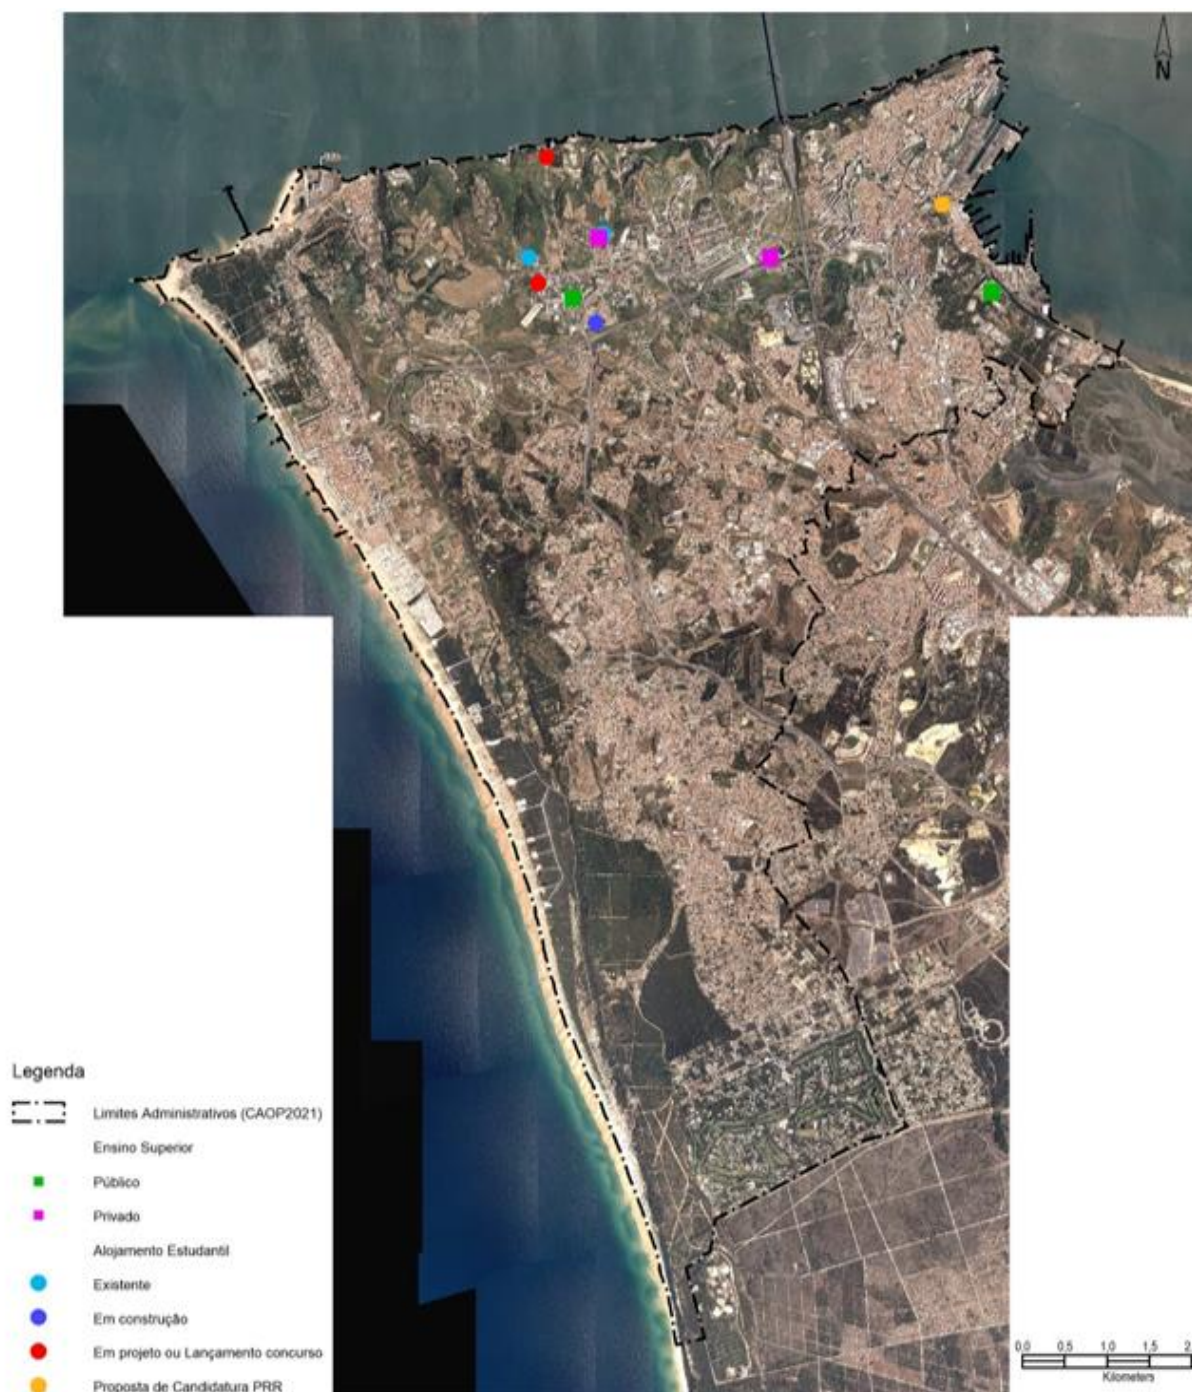 N
Legenda
Limites Administrativos (CAOP2021)
Ensino Superior
Público
Privado
Alojamento Estudantil
Existente
Em construção
Em projeto ou Lançamento concurso
Proposta de Candidatura PRR
0,0 0,5 1,0 1,5
Kilometers